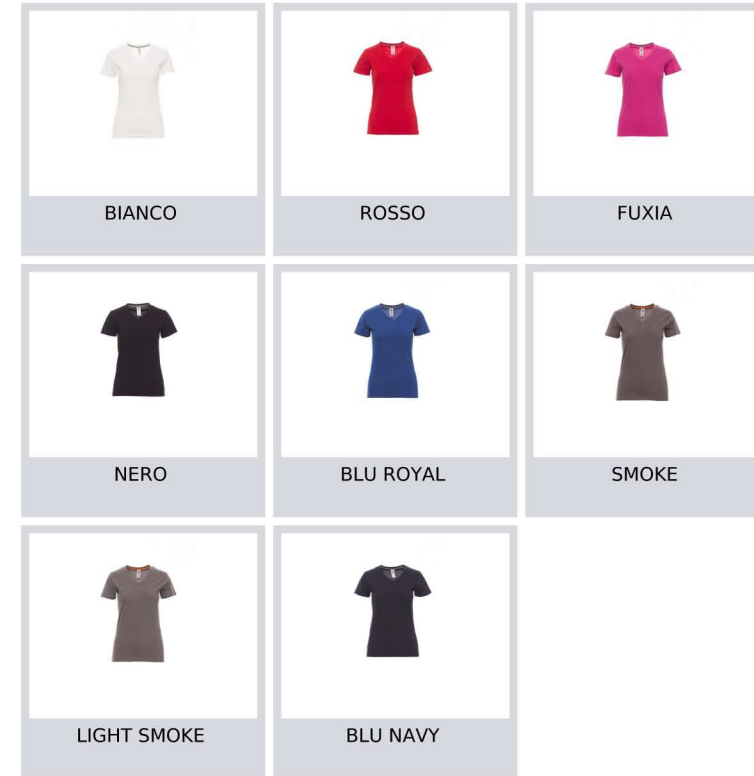 BIANCO
ROSSO
FUXIA
NERO
BLU ROYAL
SMOKE
LIGHT SMOKE
BLU NAVY